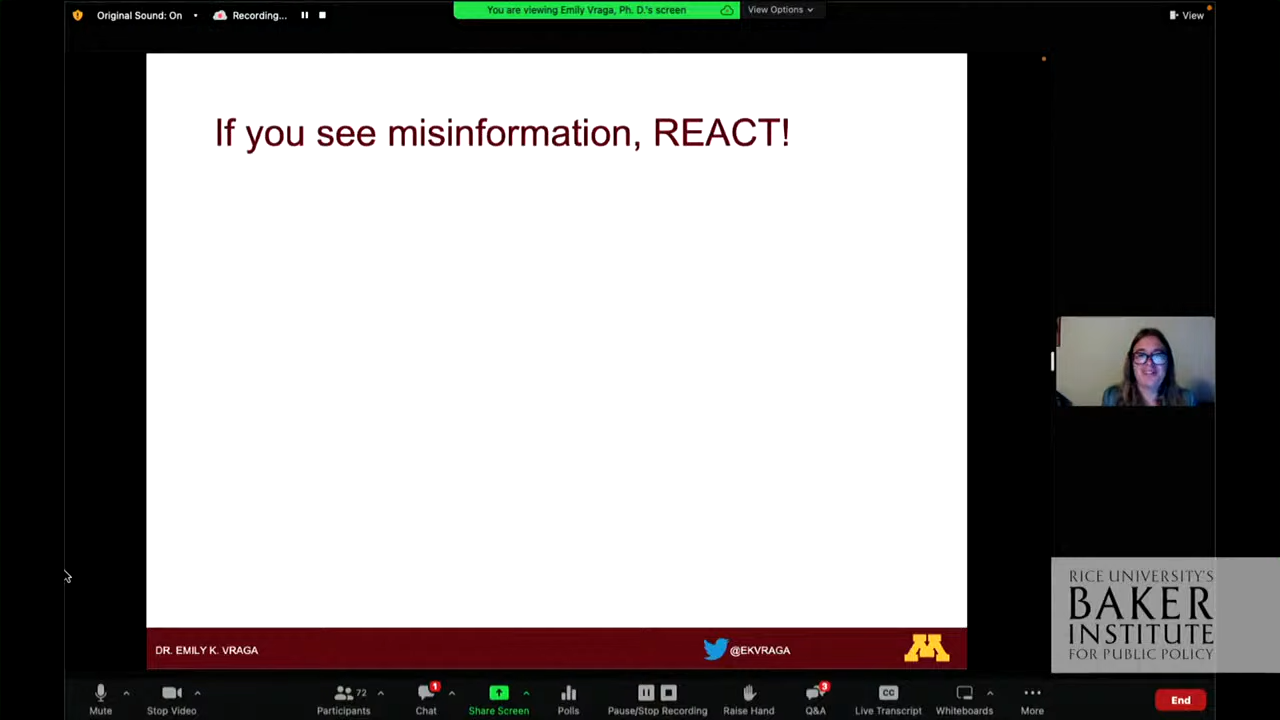 Original Sound: On
Recording...
You are viewing Emily Vraga, Ph. D.'s screen
View Options
View
If you see misinformation, REACT!
DR. EMILY K. VRAGA
@EKVRAGA
M
RICE UNIVERSITY'S
BAKER
INSTITUTE
FOR PUBLIC POLICY
Mute
Stop Video
72
Participants
1
Chat
Share Screen
Polls
Pause/Stop Recording
Raise Hand
3
Q&A
CC
Live Transcript
Whiteboards
More
End